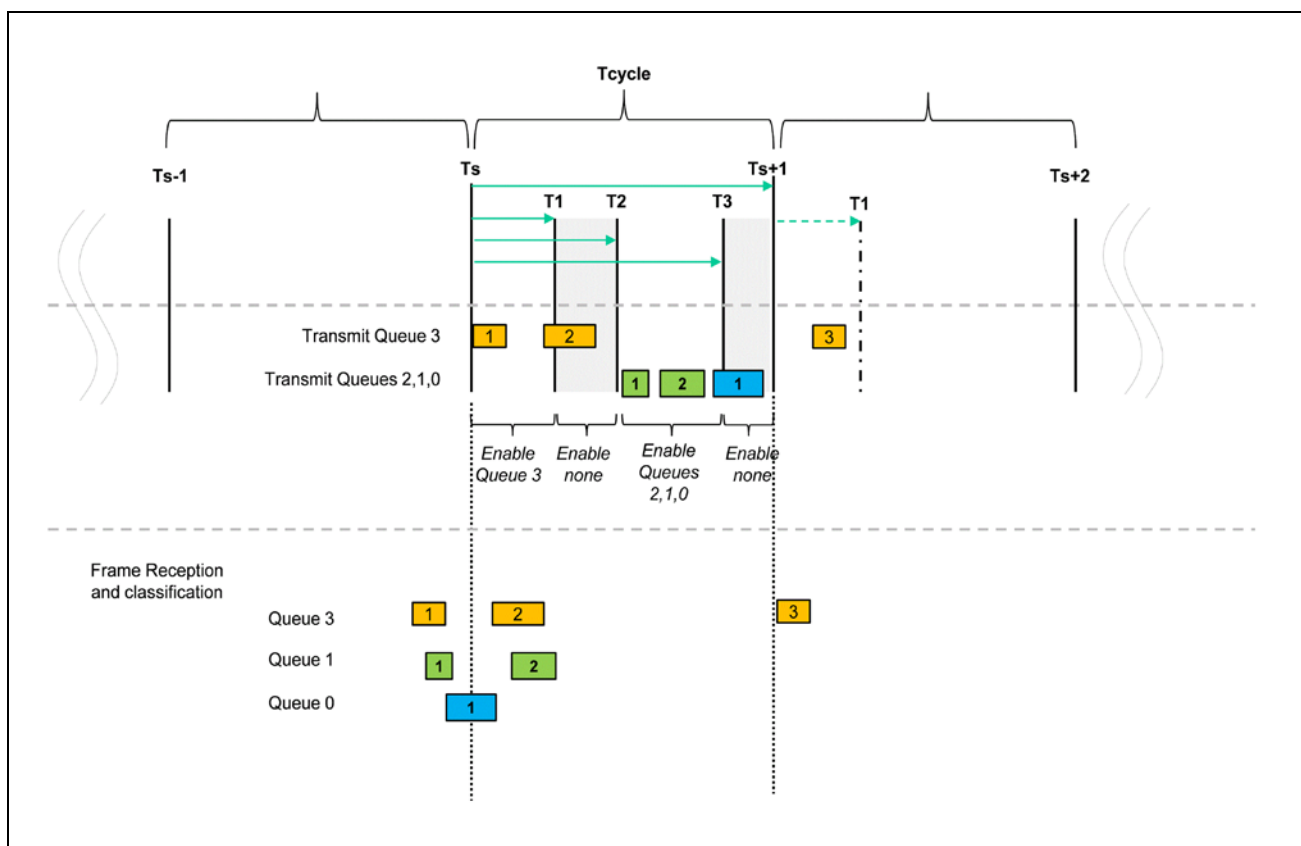 Tcycle
Ts-1
Ts
Ts+1
Ts+2
T1
T2
T3
T1
Transmit Queue 3
1
2
3
Transmit Queues 2,1,0
1
2
1
Enable
Queue 3
Enable
none
Enable
Queues
2,1,0
Enable
none
Frame Reception
and classification
Queue 3
1
2
3
Queue 1
1
2
Queue 0
1